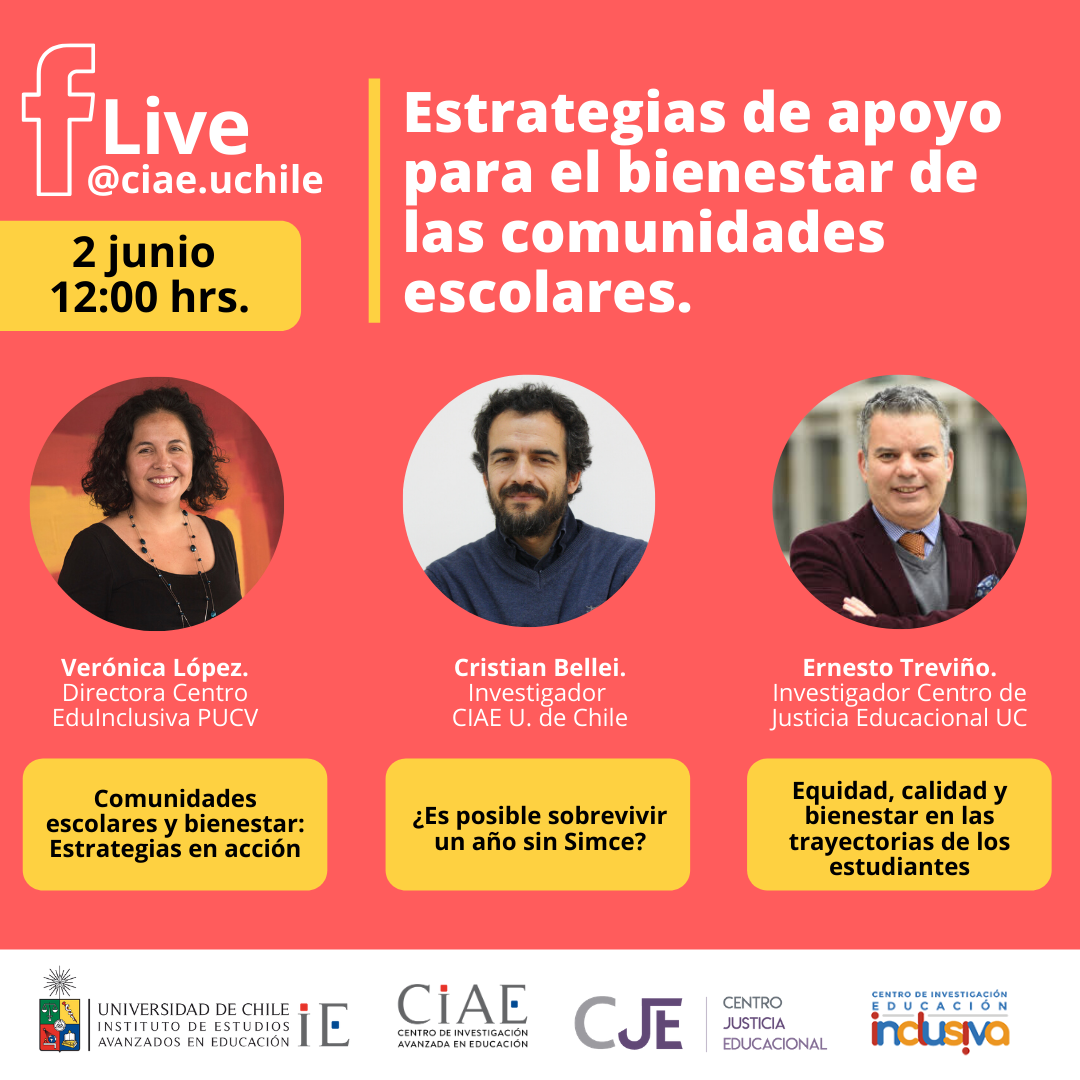 f Live
@ciae.uchile
2 junio
12:00 hrs.
Estrategias de apoyo
para el bienestar de
las comunidades
escolares.
Verónica López.
Directora Centro
EduInclusiva PUCV
Cristian Bellei.
Investigador
CIAE U. de Chile
Ernesto Treviño.
Investigador Centro de
Justicia Educacional UC
Comunidades
escolares y bienestar:
Estrategias en acción
¿Es posible sobrevivir
un año sin Simce?
Equidad, calidad y
bienestar en las
trayectorias de los
estudiantes
UNIVERSIDAD DE CHILE
INSTITUTO DE ESTUDIOS
AVANZADOS EN EDUCACIÓN
iE
CiAE
CENTRO DE INVESTIGACIÓN
AVANZADA EN EDUCACIÓN
CJE
CENTRO
JUSTICIA
EDUCACIONAL
CENTRO DE INVESTIGACIÓN
EDUCACIÓN
inclusiva